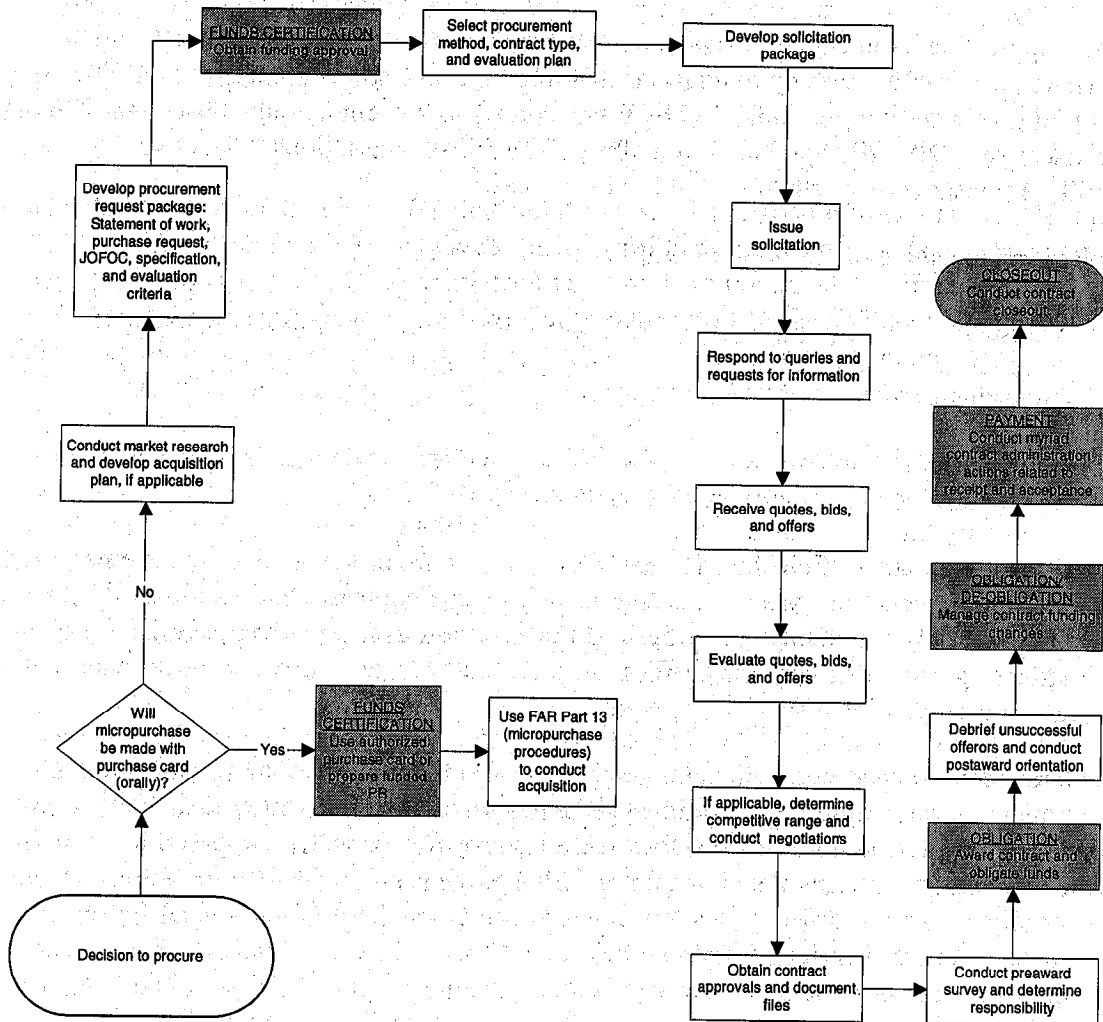 Decision to procure
Will
micropurchase
be made with
purchase card
(orally)?
Yes
FUNDS
CERTIFICATION
Use authorized
purchase card or
prepare funded
PR
Use FAR Part 13
(micropurchase
procedures)
to conduct
acquisition
No
Conduct market research
and develop acquisition
plan, if applicable
Develop procurement
request package:
Statement of work,
purchase request,
JOFOC, specification,
and evaluation
criteria
FUNDS CERTIFICATION
Obtain funding approval
Select procurement
method, contract type,
and evaluation plan
Develop solicitation
package
Issue
solicitation
Respond to queries and
requests for information
Receive quotes, bids,
and offers
Evaluate quotes, bids,
and offers
If applicable, determine
competitive range and
conduct negotiations
Obtain contract
approvals and document
files
Conduct preaward
survey and determine
responsibility
OBLIGATION
Award contract and
obligate funds
Debrief unsuccessful
offerors and conduct
postaward orientation
OBLIGATION/
DE-OBLIGATION
Manage contract funding
changes
PAYMENT
Conduct myriad
contract administration
actions related to
receipt and acceptance
CLOSEOUT
Conduct contract
closeout